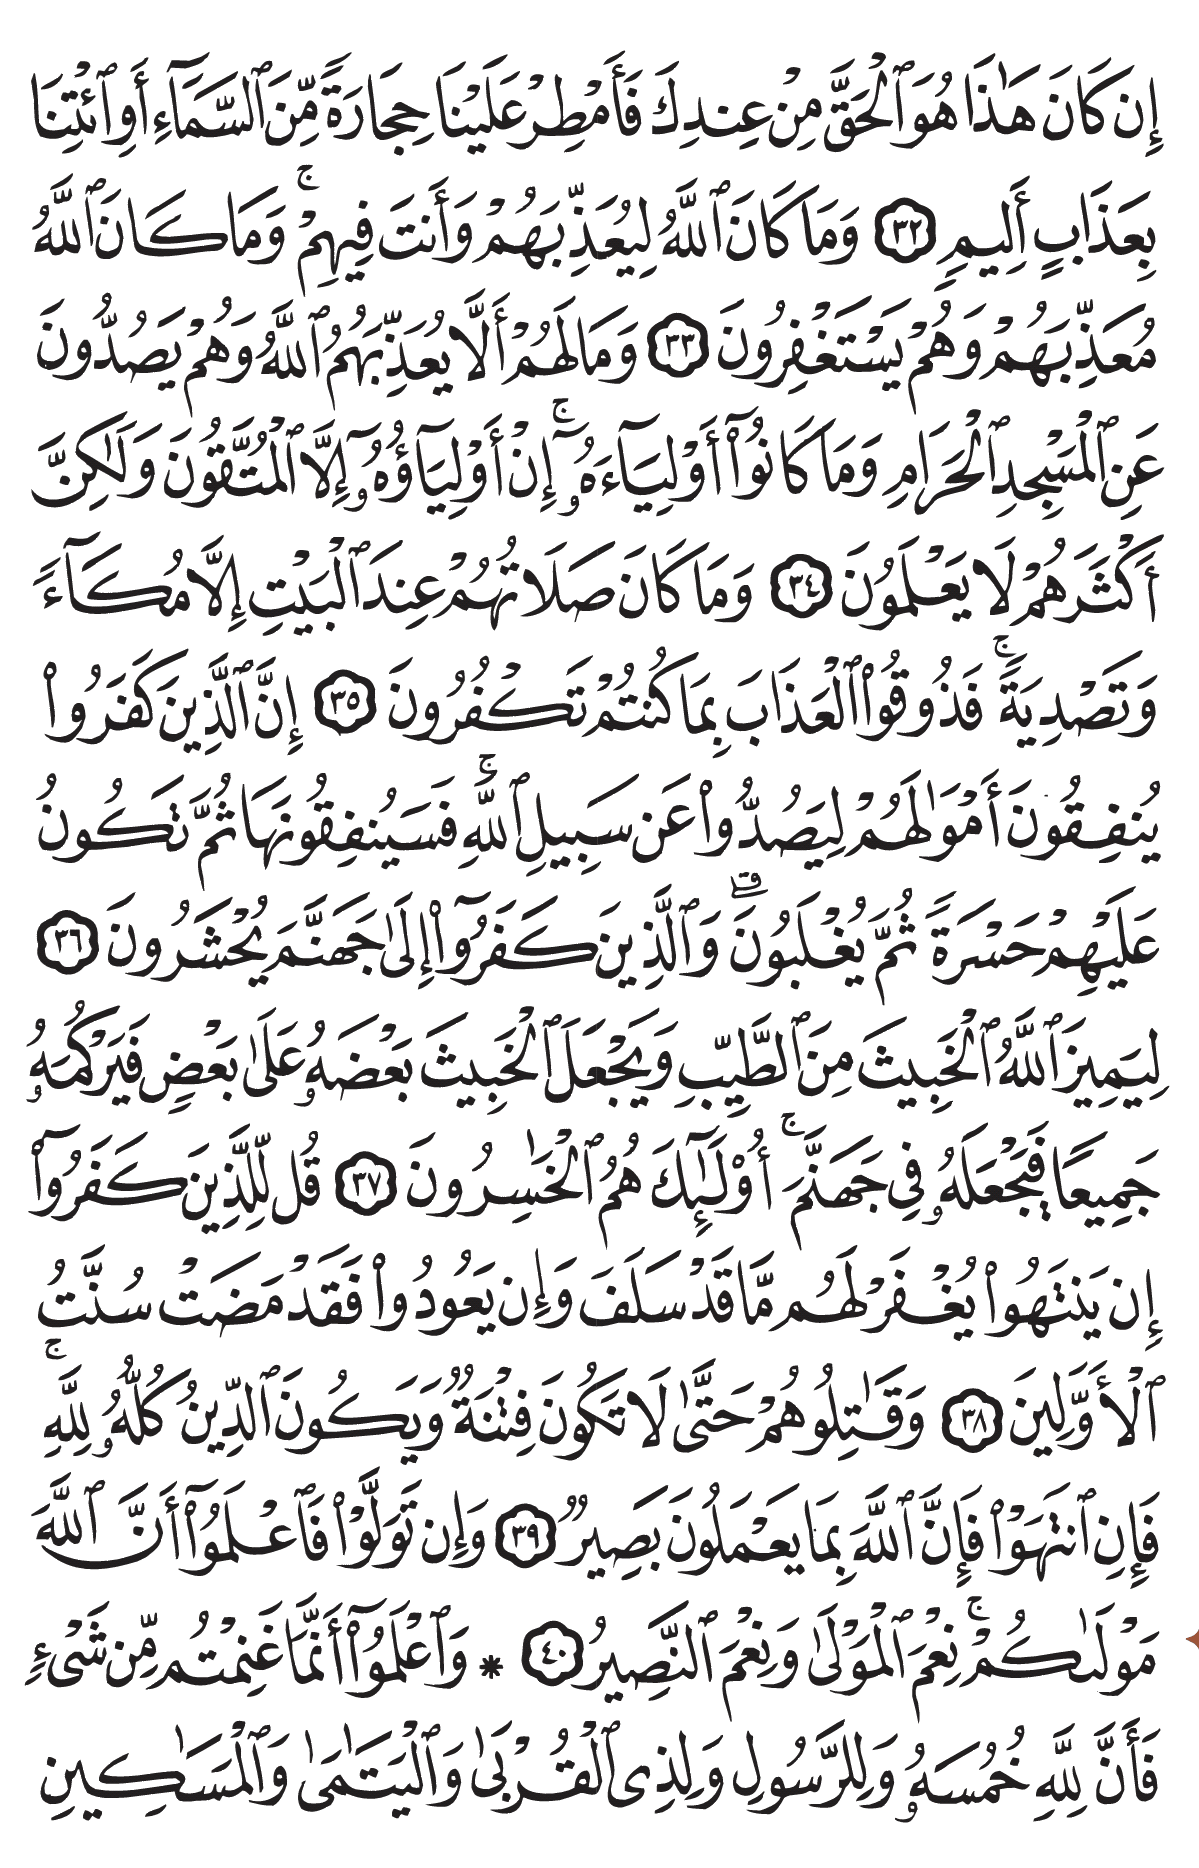 إِن كَانَ هَٰذَا هُوَ ٱلْحَقَّ مِنْ عِندِكَ فَأَمْطِرْ عَلَيْنَا حِجَارَةً مِّنَ ٱلسَّمَآءِ أَوِ ٱئْتِنَا
بِعَذَابٍ أَلِيمٍ ٣٢ وَمَا كَانَ ٱللَّهُ لِيُعَذِّبَهُمْ وَأَنتَ فِيهِمْ ۚ وَمَا كَانَ ٱللَّهُ
مُعَذِّبَهُمْ وَهُمْ يَسْتَغْفِرُونَ ٣٣ وَمَا لَهُمْ أَلَّا يُعَذِّبَهُمُ ٱللَّهُ وَهُمْ يَصُدُّونَ
عَنِ ٱلْمَسْجِدِ ٱلْحَرَامِ وَمَا كَانُوٓا۟ أَوْلِيَآءَهُۥٓ ۚ إِنْ أَوْلِيَآؤُهُۥٓ إِلَّا ٱلْمُتَّقُونَ وَلَٰكِنَّ
أَكْثَرَهُمْ لَا يَعْلَمُونَ ٣٤ وَمَا كَانَ صَلَاتُهُمْ عِندَ ٱلْبَيْتِ إِلَّا مُكَآءً
وَتَصْدِيَةً ۚ فَذُوقُوا۟ ٱلْعَذَابَ بِمَا كُنتُمْ تَكْفُرُونَ ٣٥ إِنَّ ٱلَّذِينَ كَفَرُوا۟
يُنفِقُونَ أَمْوَٰلَهُمْ لِيَصُدُّوا۟ عَن سَبِيلِ ٱللَّهِ ۚ فَسَيُنفِقُونَهَا ثُمَّ تَكُونُ
عَلَيْهِمْ حَسْرَةً ثُمَّ يُغْلَبُونَ ۗ وَٱلَّذِينَ كَفَرُوٓا۟ إِلَىٰ جَهَنَّمَ يُحْشَرُونَ ٣٦
لِيَمِيزَ ٱللَّهُ ٱلْخَبِيثَ مِنَ ٱلطَّيِّبِ وَيَجْعَلَ ٱلْخَبِيثَ بَعْضَهُۥ عَلَىٰ بَعْضٍ فَيَرْكُمَهُۥ
جَمِيعًا فَيَجْعَلَهُۥ فِى جَهَنَّمَ ۚ أُو۟لَٰٓئِكَ هُمُ ٱلْخَٰسِرُونَ ٣٧ قُل لِّلَّذِينَ كَفَرُوٓا۟
إِن يَنتَهُوا۟ يُغْفَرْ لَهُم مَّا قَدْ سَلَفَ وَإِن يَعُودُوا۟ فَقَدْ مَضَتْ سُنَّتُ
ٱلْأَوَّلِينَ ٣٨ وَقَٰتِلُوهُمْ حَتَّىٰ لَا تَكُونَ فِتْنَةٌ وَيَكُونَ ٱلدِّينُ كُلُّهُۥ لِلَّهِ ۚ
فَإِنِ ٱنتَهَوْا۟ فَإِنَّ ٱللَّهَ بِمَا يَعْمَلُونَ بَصِيرٌ ٣٩ وَإِن تَوَلَّوْا۟ فَٱعْلَمُوٓا۟ أَنَّ ٱللَّهَ
مَوْلَىٰكُمْ ۚ نِعْمَ ٱلْمَوْلَىٰ وَنِعْمَ ٱلنَّصِيرُ ٤٠ * وَٱعْلَمُوٓا۟ أَنَّمَا غَنِمْتُم مِّن شَىْءٍ
فَأَنَّ لِلَّهِ خُمُسَهُۥ وَلِلرَّسُولِ وَلِذِى ٱلْقُرْبَىٰ وَٱلْيَتَٰمَىٰ وَٱلْمَسَٰكِينِ